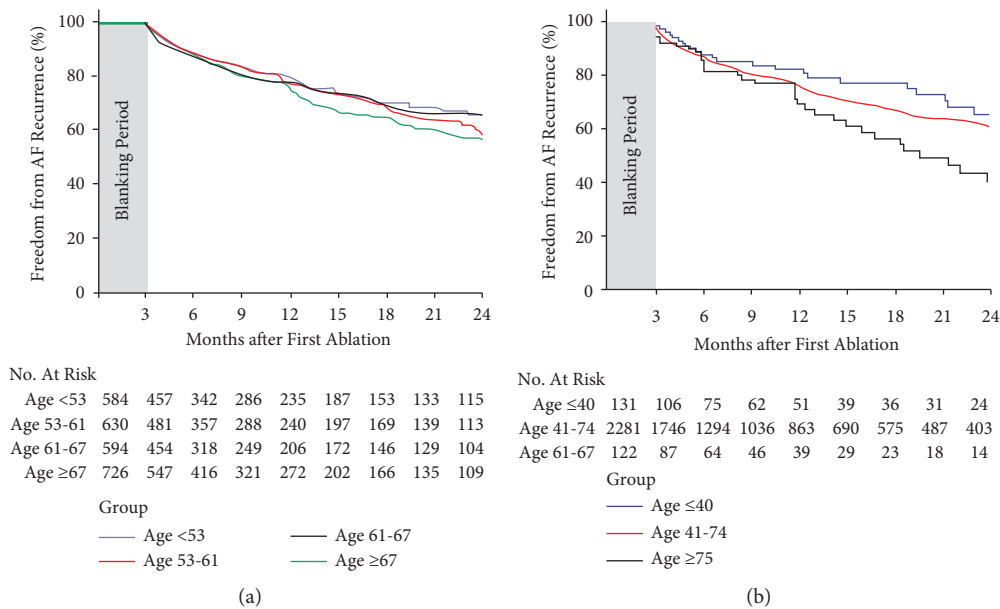 100
80
60
40
20
0
Freedom from AF Recurrence (%)
Blanking Period
3 6 9 12 15 18 21 24
Months after First Ablation
No. At Risk
Age <53 584 457 342 286 235 187 153 133 115
Age 53-61 630 481 357 288 240 197 169 139 113
Age 61-67 594 454 318 249 206 172 146 129 104
Age ≥67 726 547 416 321 272 202 166 135 109
Group
Age <53
Age 53-61
Age 61-67
Age ≥67
(a)
100
80
60
40
20
0
Freedom from AF Recurrence (%)
Blanking Period
3 6 9 12 15 18 21 24
Months after First Ablation
No. At Risk
Age ≤40 131 106 75 62 51 39 36 31 24
Age 41-74 2281 1746 1294 1036 863 690 575 487 403
Age 61-67 122 87 64 46 39 29 23 18 14
Group
Age ≤40
Age 41-74
Age ≥75
(b)